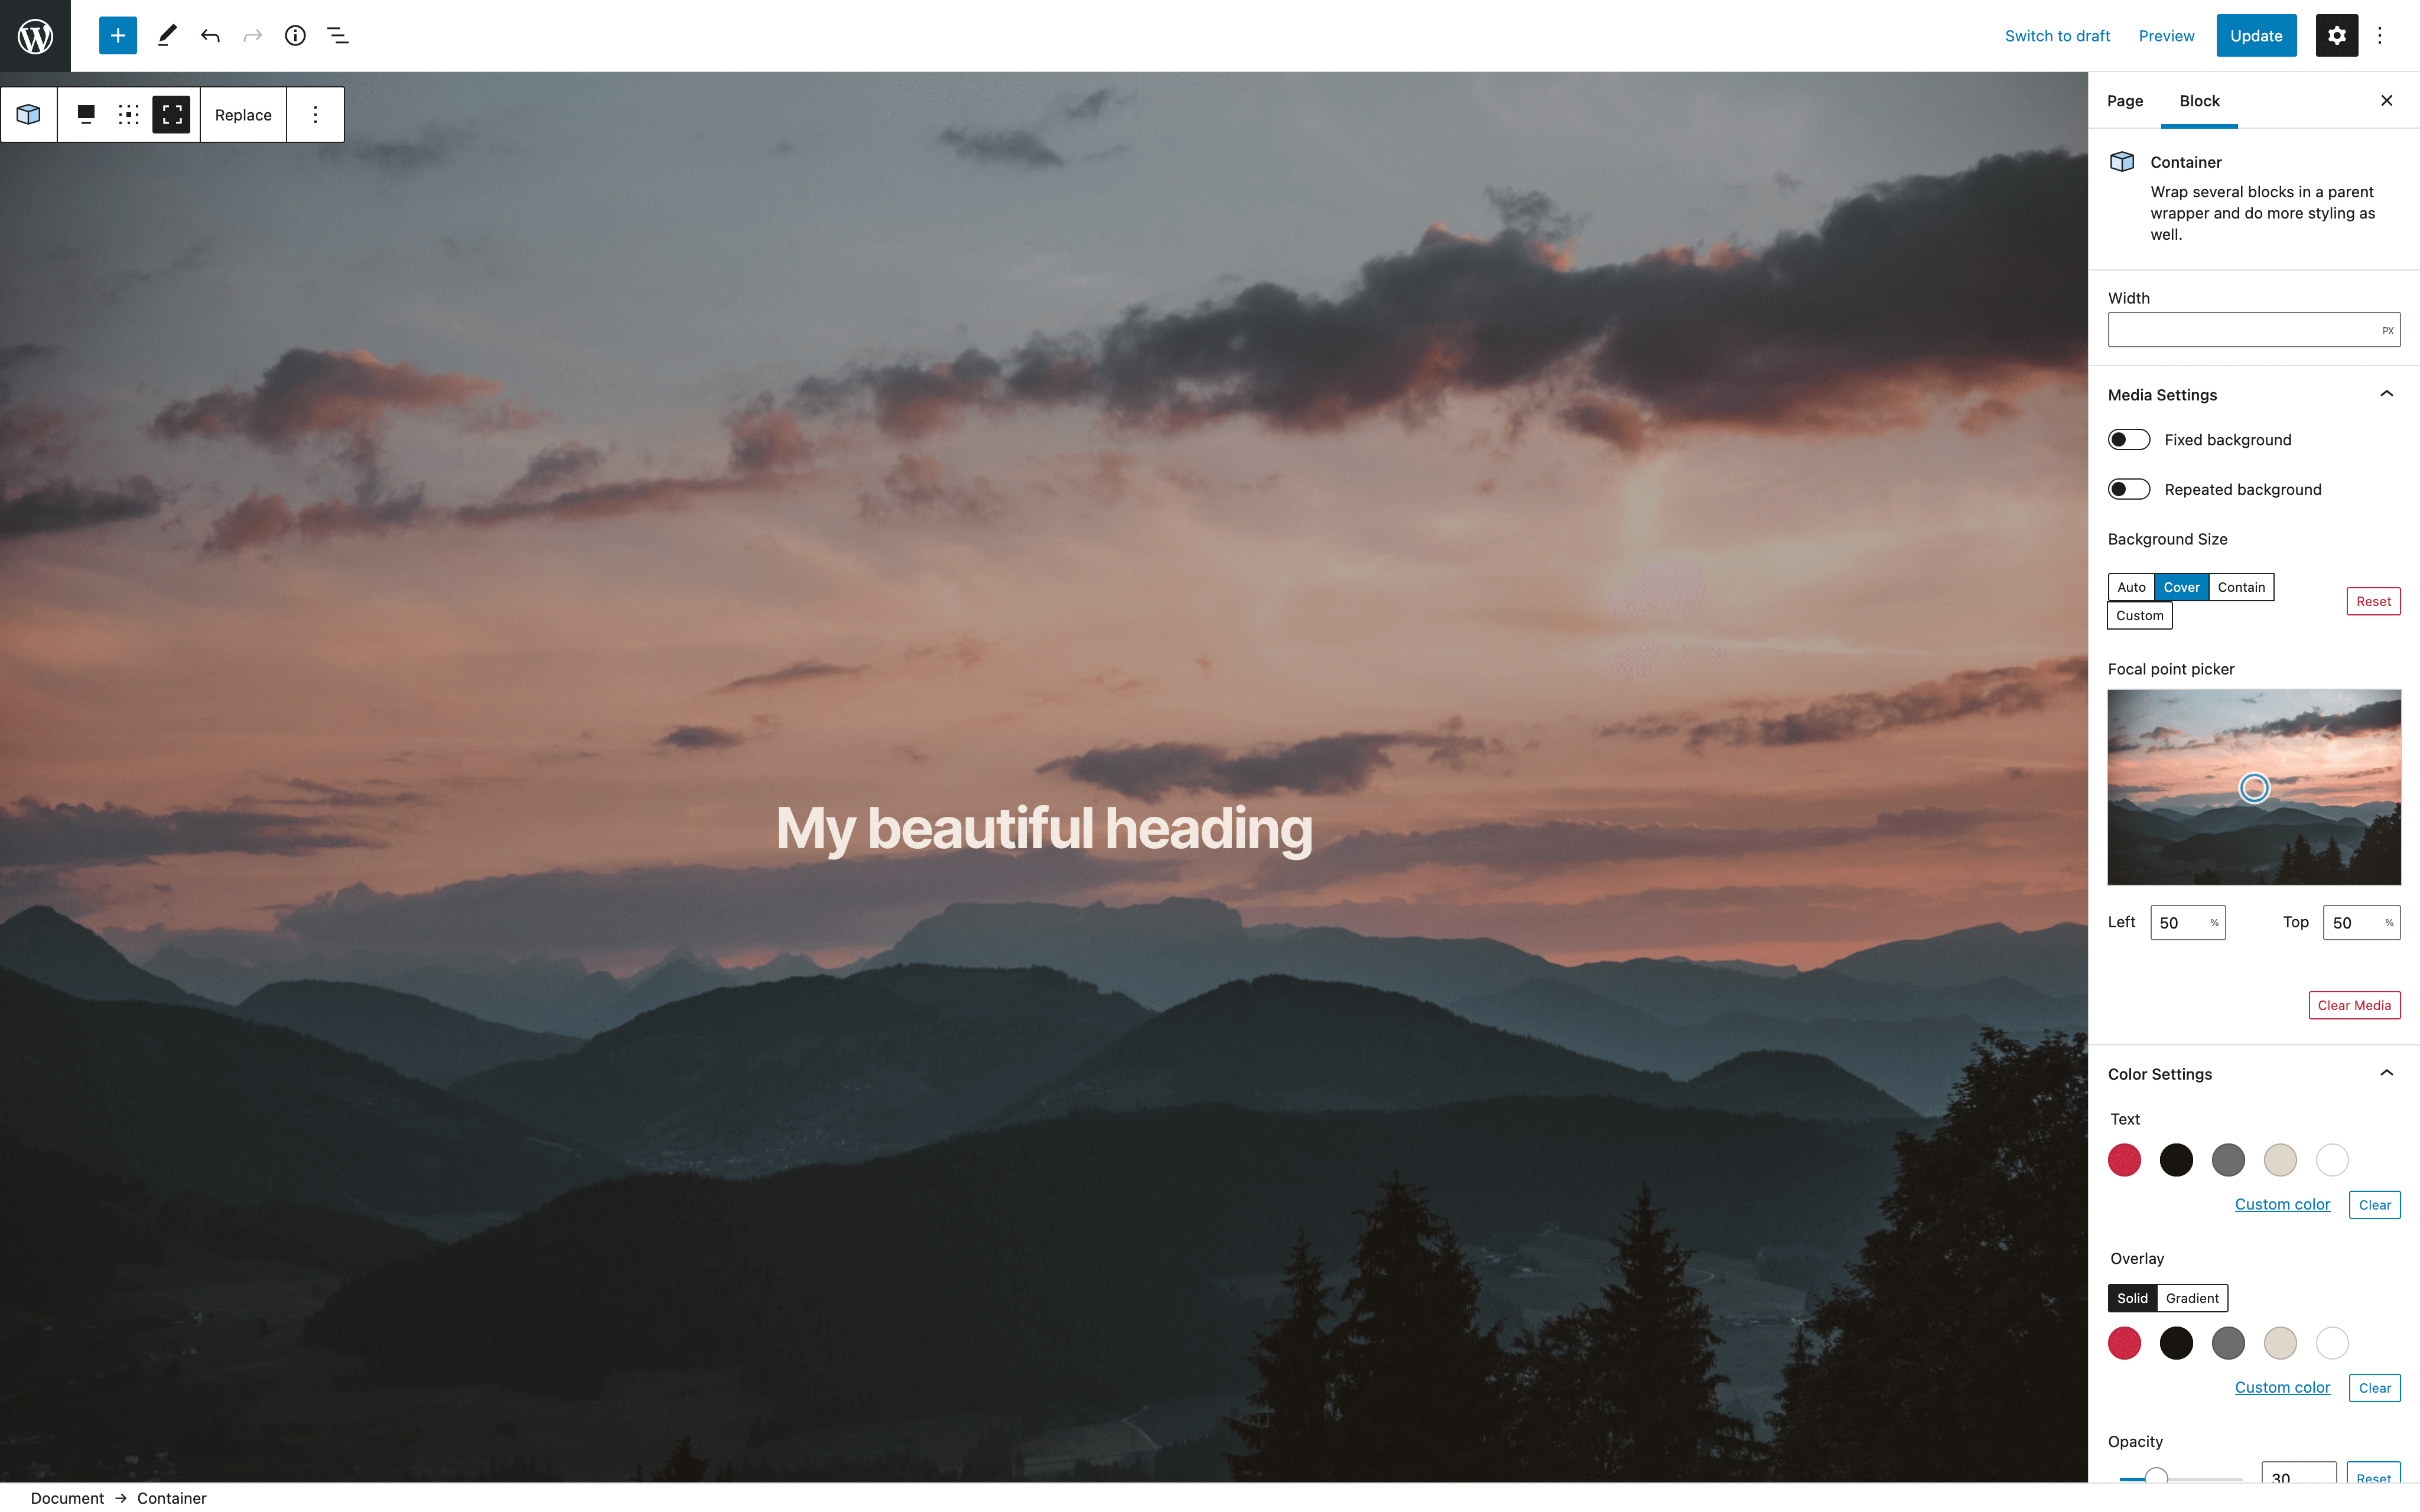 Switch to draft
Preview
Update
Replace
Page
Block
Container
Wrap several blocks in a parent
wrapper and do more styling as
well.
Width
PX
Media Settings
Fixed background
Repeated background
Background Size
Auto
Cover
Contain
Custom
Reset
Focal point picker
My beautiful heading
Left
50
%
Top
50
%
Clear Media
Color Settings
Text
Custom color
Clear
Overlay
Solid
Gradient
Custom color
Clear
Opacity
30
Reset
Document → Container